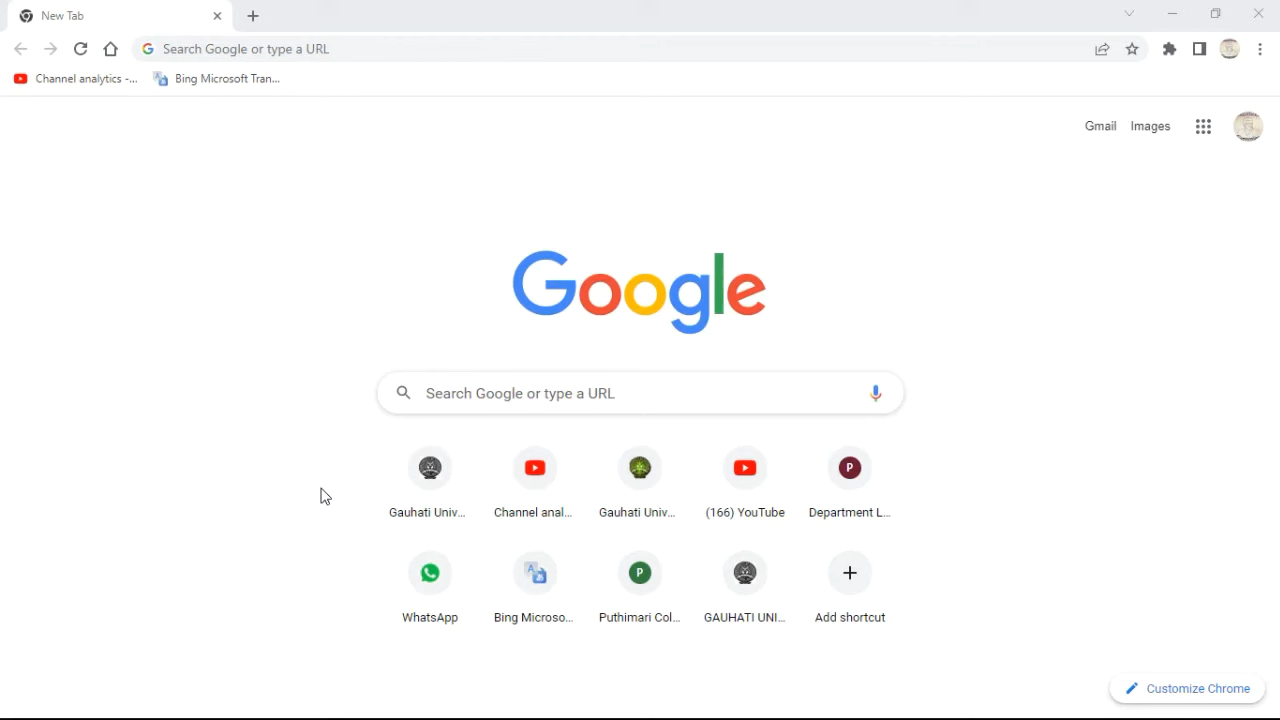 New Tab
Search Google or type a URL
Channel analytics -... Bing Microsoft Tran...
Gmail Images
Google
Search Google or type a URL
Gauhati Univ... Channel anal... Gauhati Univ... (166) YouTube Department L...
P
WhatsApp Bing Microso... Puthimari Col... GAUHATI UNI... Add shortcut
P
Customize Chrome